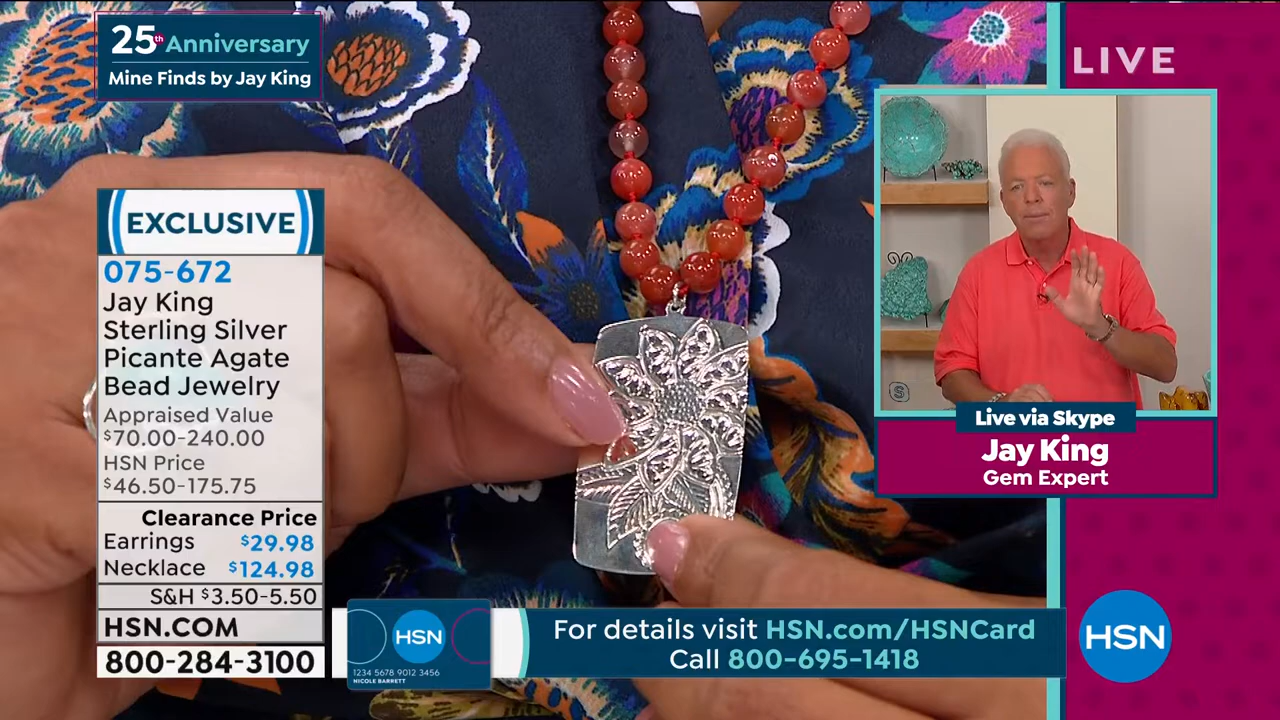 25th Anniversary
Mine Finds by Jay King
EXCLUSIVE
075-672
Jay King
Sterling Silver
Picante Agate
Bead Jewelry
Appraised Value
$70.00-240.00
HSN Price
$46.50-175.75
Clearance Price
Earrings $29.98
Necklace $124.98
S&H $3.50-5.50
HSN.COM
800-284-3100
HSN
1234 5678 9012 3456
NICOLE BARRETT
For details visit HSN.com/HSNCard
Call 800-695-1418
LIVE
S
Live via Skype
Jay King
Gem Expert
HSN